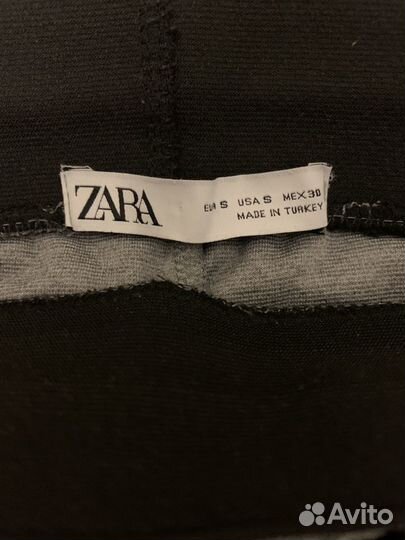 ZARA
EUR S USA S MEX 30
MADE IN TURKEY
Avito